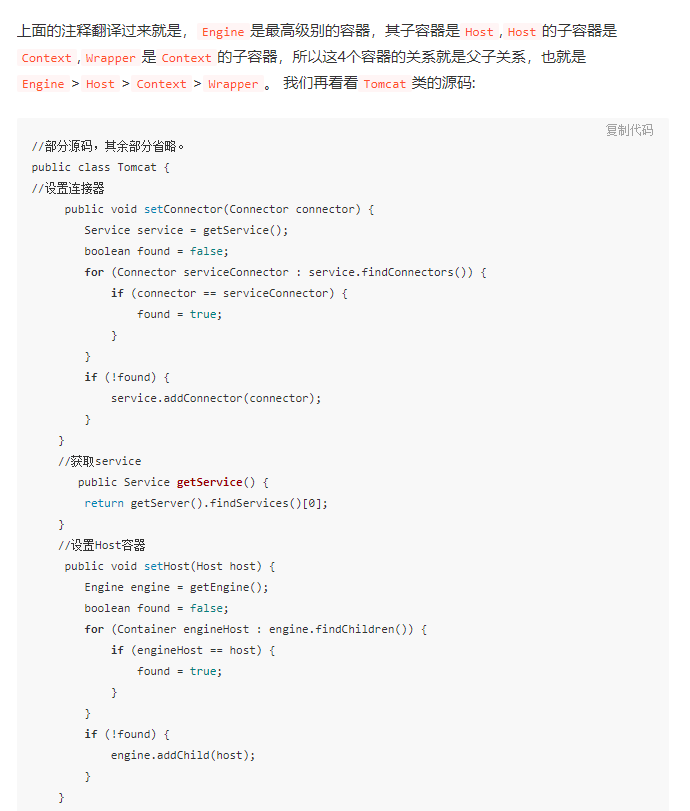 上面的注释翻译过来就是， Engine 是最高级别的容器，其子容器是 Host ,Host 的子容器是
Context ,Wrapper 是 Context 的子容器，所以这4个容器的关系就是父子关系，也就是
Engine > Host > Context > Wrapper 。 我们再看看 Tomcat 类的源码:
复制代码
//部分源码，其余部分省略。
public class Tomcat {
//设置连接器
     public void setConnector(Connector connector) {
        Service service = getService();
        boolean found = false;
        for (Connector serviceConnector : service.findConnectors()) {
            if (connector == serviceConnector) {
                found = true;
            }
        }
        if (!found) {
            service.addConnector(connector);
        }
    }
    //获取service
       public Service getService() {
        return getServer().findServices()[0];
    }
    //设置Host容器
     public void setHost(Host host) {
        Engine engine = getEngine();
        boolean found = false;
        for (Container engineHost : engine.findChildren()) {
            if (engineHost == host) {
                found = true;
            }
        }
        if (!found) {
            engine.addChild(host);
        }
    }